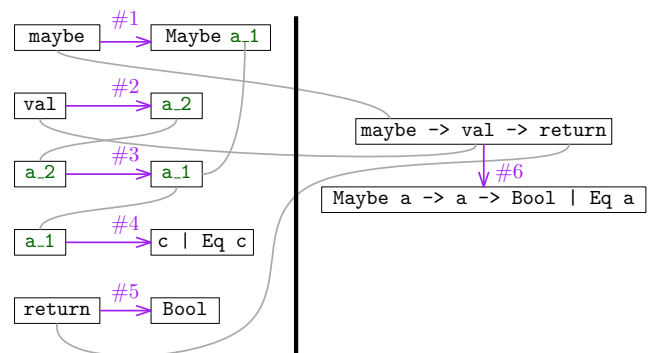 #1
maybe Maybe a_1
#2
val a_2
#3
a_2 a_1
#4
a_1 c | Eq c
#5
return Bool
maybe -> val -> return
#6
Maybe a -> a -> Bool | Eq a